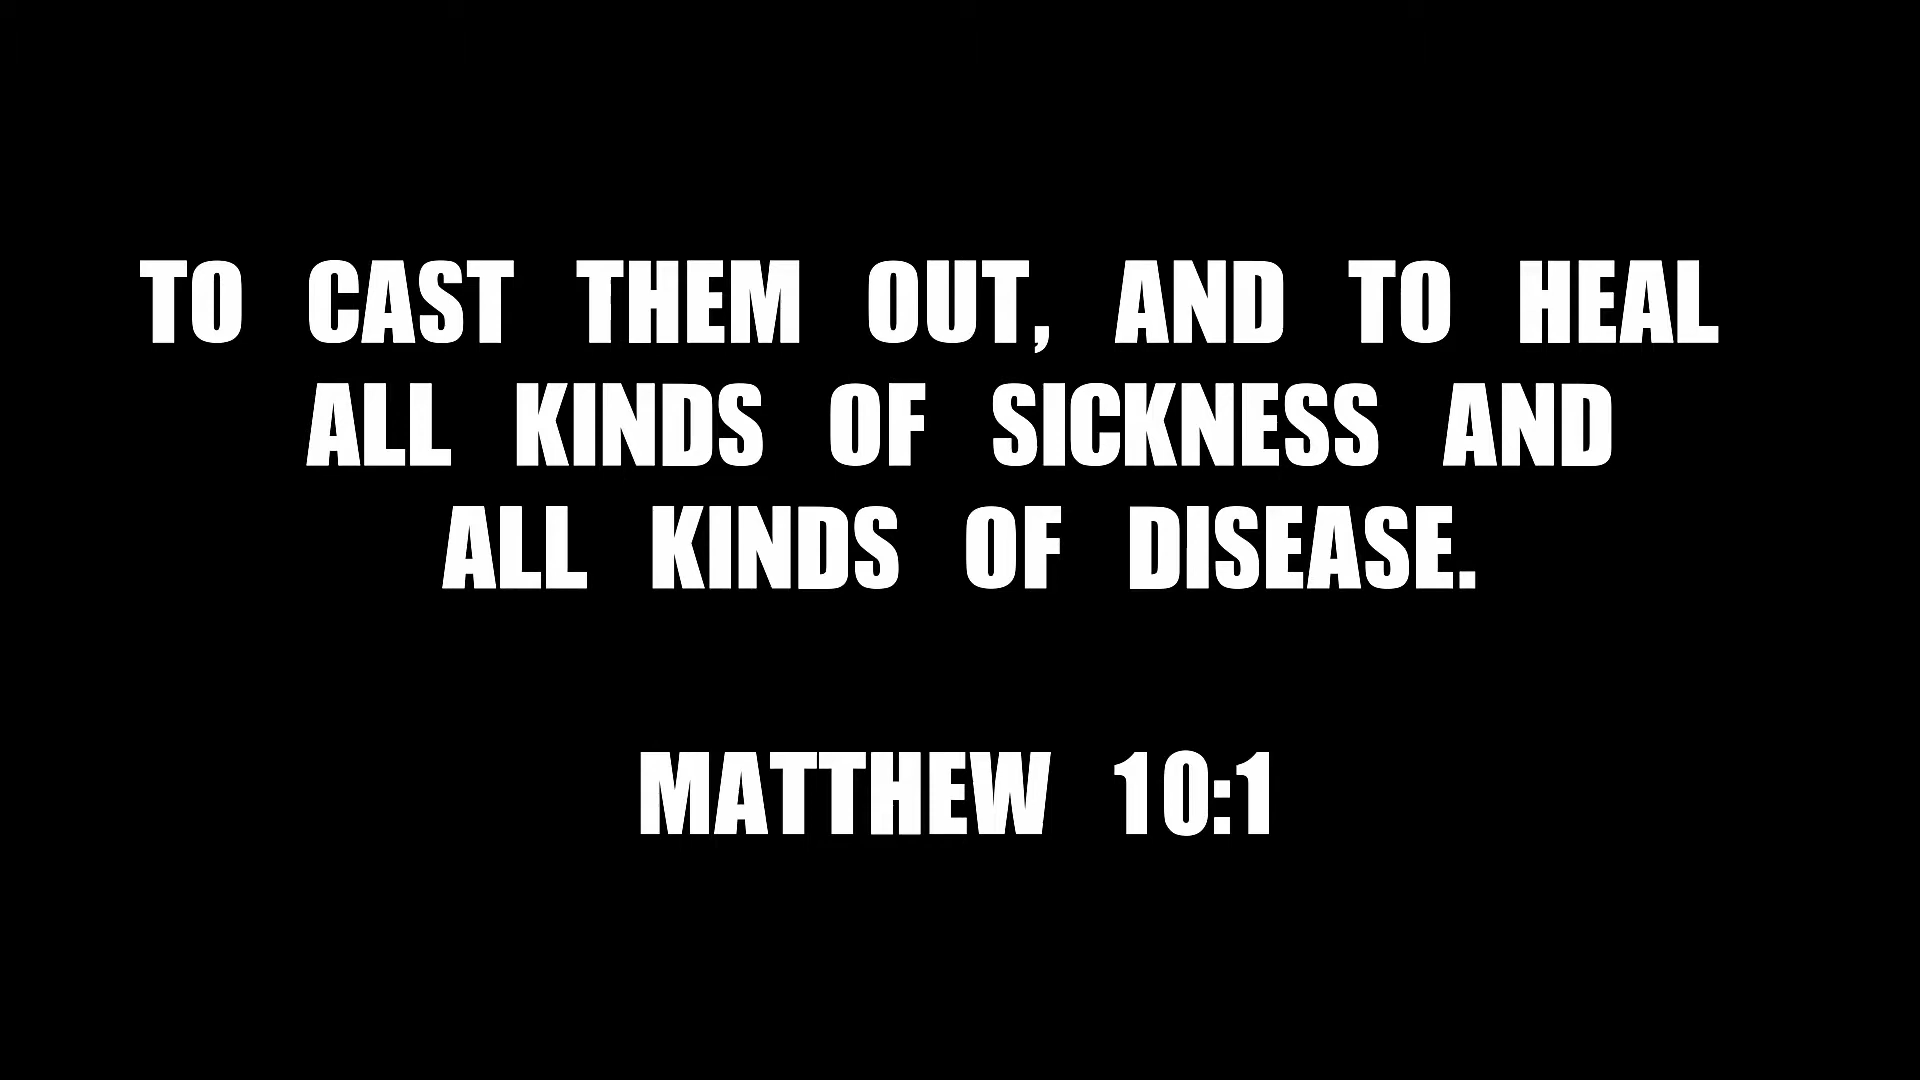 TO CAST THEM OUT, AND TO HEAL
ALL KINDS OF SICKNESS AND
ALL KINDS OF DISEASE.
MATTHEW 10:1